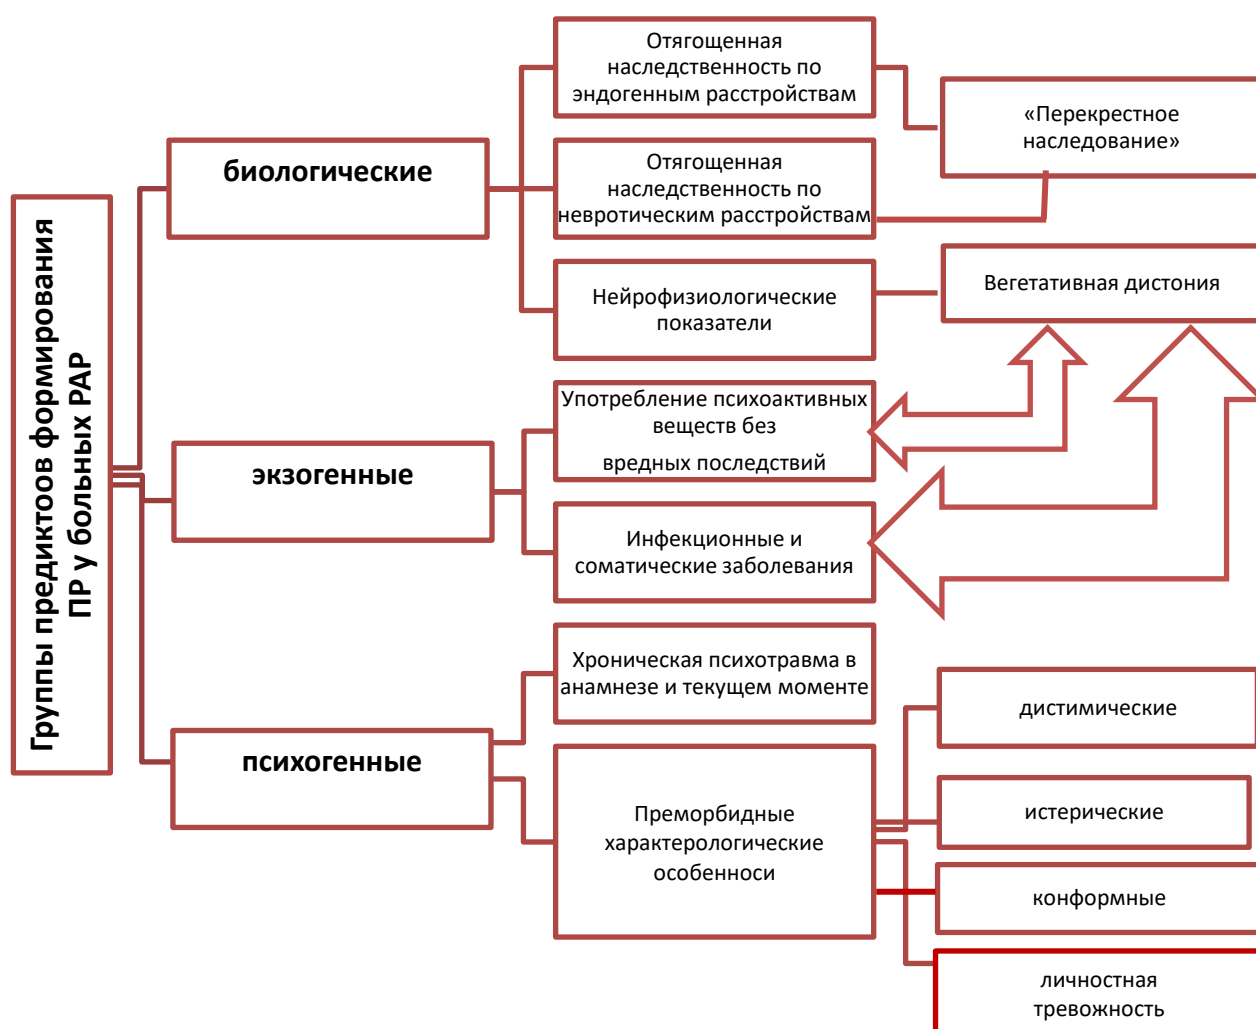 Группы предиктоов формирования
ПР у больных РАР
биологические
Отягощенная
наследственность по
эндогенным расстройствам
Отягощенная
наследственность по
невротическим расстройствам
«Перекрестное
наследование»
Нейрофизиологические
показатели
Вегетативная дистония
экзогенные
Употребление психоактивных
веществ без
вредных последствий
Инфекционные и
соматические заболевания
психогенные
Хроническая психотравма в
анамнезе и текущем моменте
Преморбидные
характерологические
особенноси
дистимические
истерические
конформные
личностная
тревожность